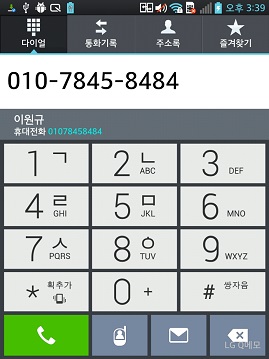 오후 3:39
다이얼 통화기록 주소록 즐겨찾기
010-7845-8484
이원규
휴대전화 01078458484
1 ㄱ 2 ㄴ ABC 3 DEF
4 ㄹ GHI 5 ㅁ JKL 6 MNO
7 ㅅ PQRS 8 ㅇ TUV 9 WXYZ
* 획추가 0 + # 쌍자음
LG Q메모